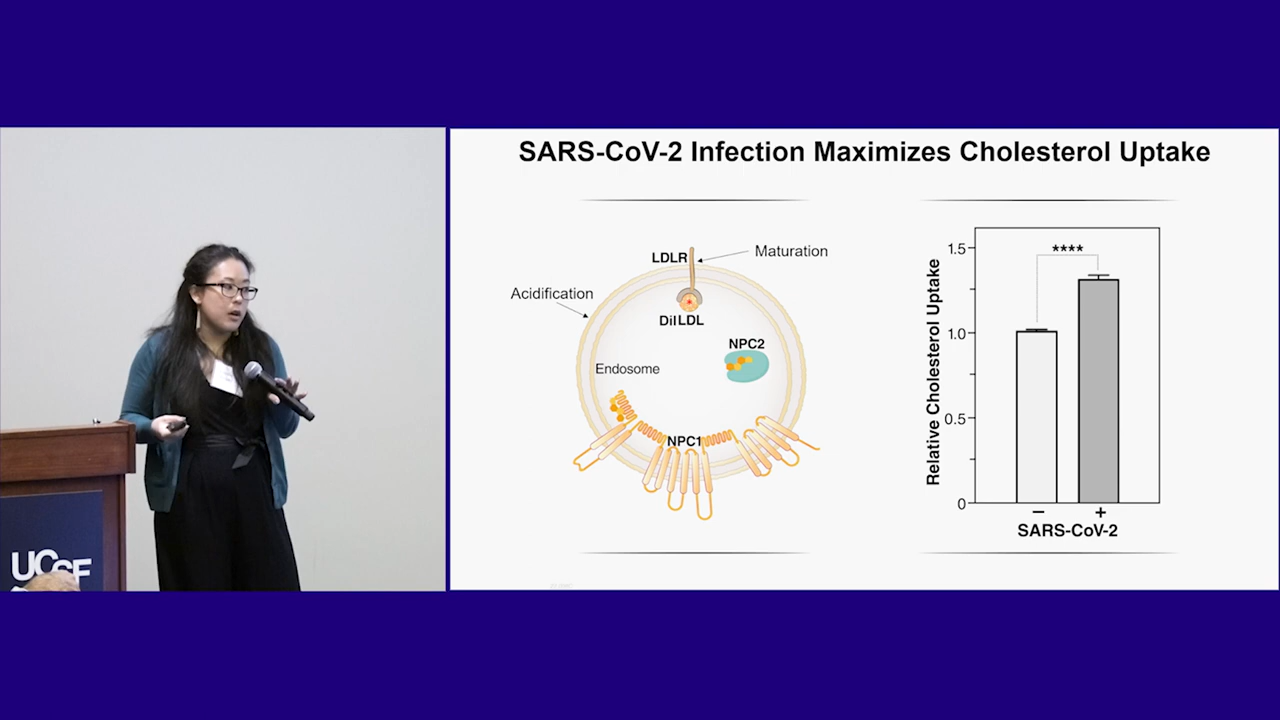 SARS-CoV-2 Infection Maximizes Cholesterol Uptake
LDLR
Maturation
Acidification
DiI LDL
NPC2
Endosome
NPC1
Relative Cholesterol Uptake
1.5
1.0
0.5
0
****
− +
SARS-CoV-2
UCSF